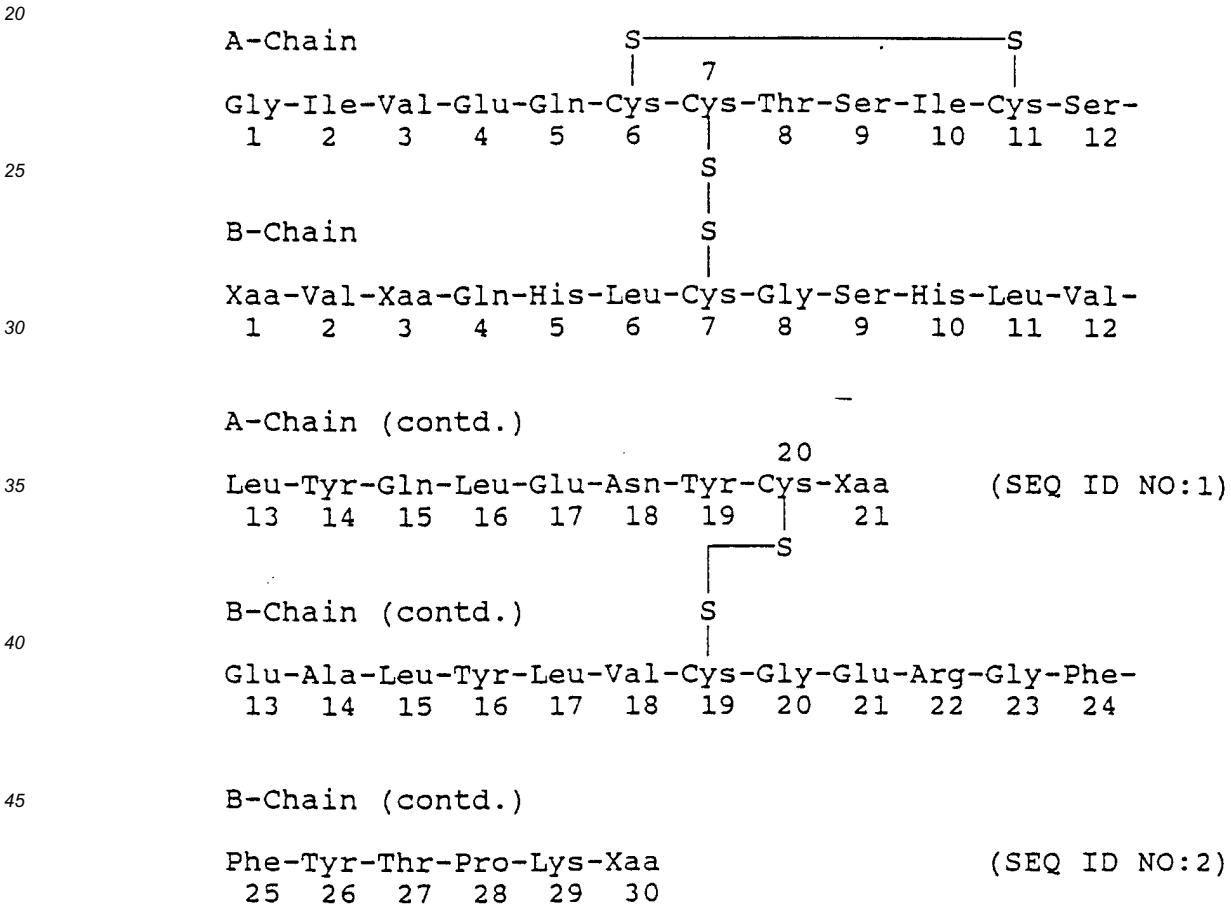 20
A-Chain S S
7
Gly-Ile-Val-Glu-Gln-Cys-Cys-Thr-Ser-Ile-Cys-Ser-
1 2 3 4 5 6 8 9 10 11 12
25
S
B-Chain S
Xaa-Val-Xaa-Gln-His-Leu-Cys-Gly-Ser-His-Leu-Val-
30
1 2 3 4 5 6 7 8 9 10 11 12
A-Chain (contd.)
20
35
Leu-Tyr-Gln-Leu-Glu-Asn-Tyr-Cys-Xaa (SEQ ID NO:1)
13 14 15 16 17 18 19 21
S
B-Chain (contd.) S
40
Glu-Ala-Leu-Tyr-Leu-Val-Cys-Gly-Glu-Arg-Gly-Phe-
13 14 15 16 17 18 19 20 21 22 23 24
45
B-Chain (contd.)
Phe-Tyr-Thr-Pro-Lys-Xaa (SEQ ID NO:2)
25 26 27 28 29 30